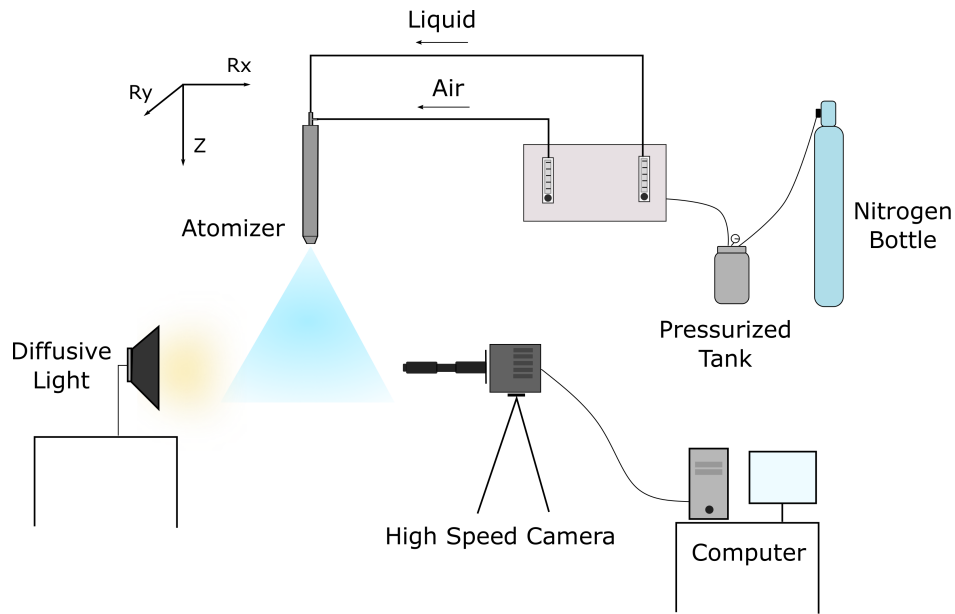 Liquid
Air
Rx
Ry
Z
Atomizer
Nitrogen
Bottle
Pressurized
Tank
Diffusive
Light
High Speed Camera
Computer